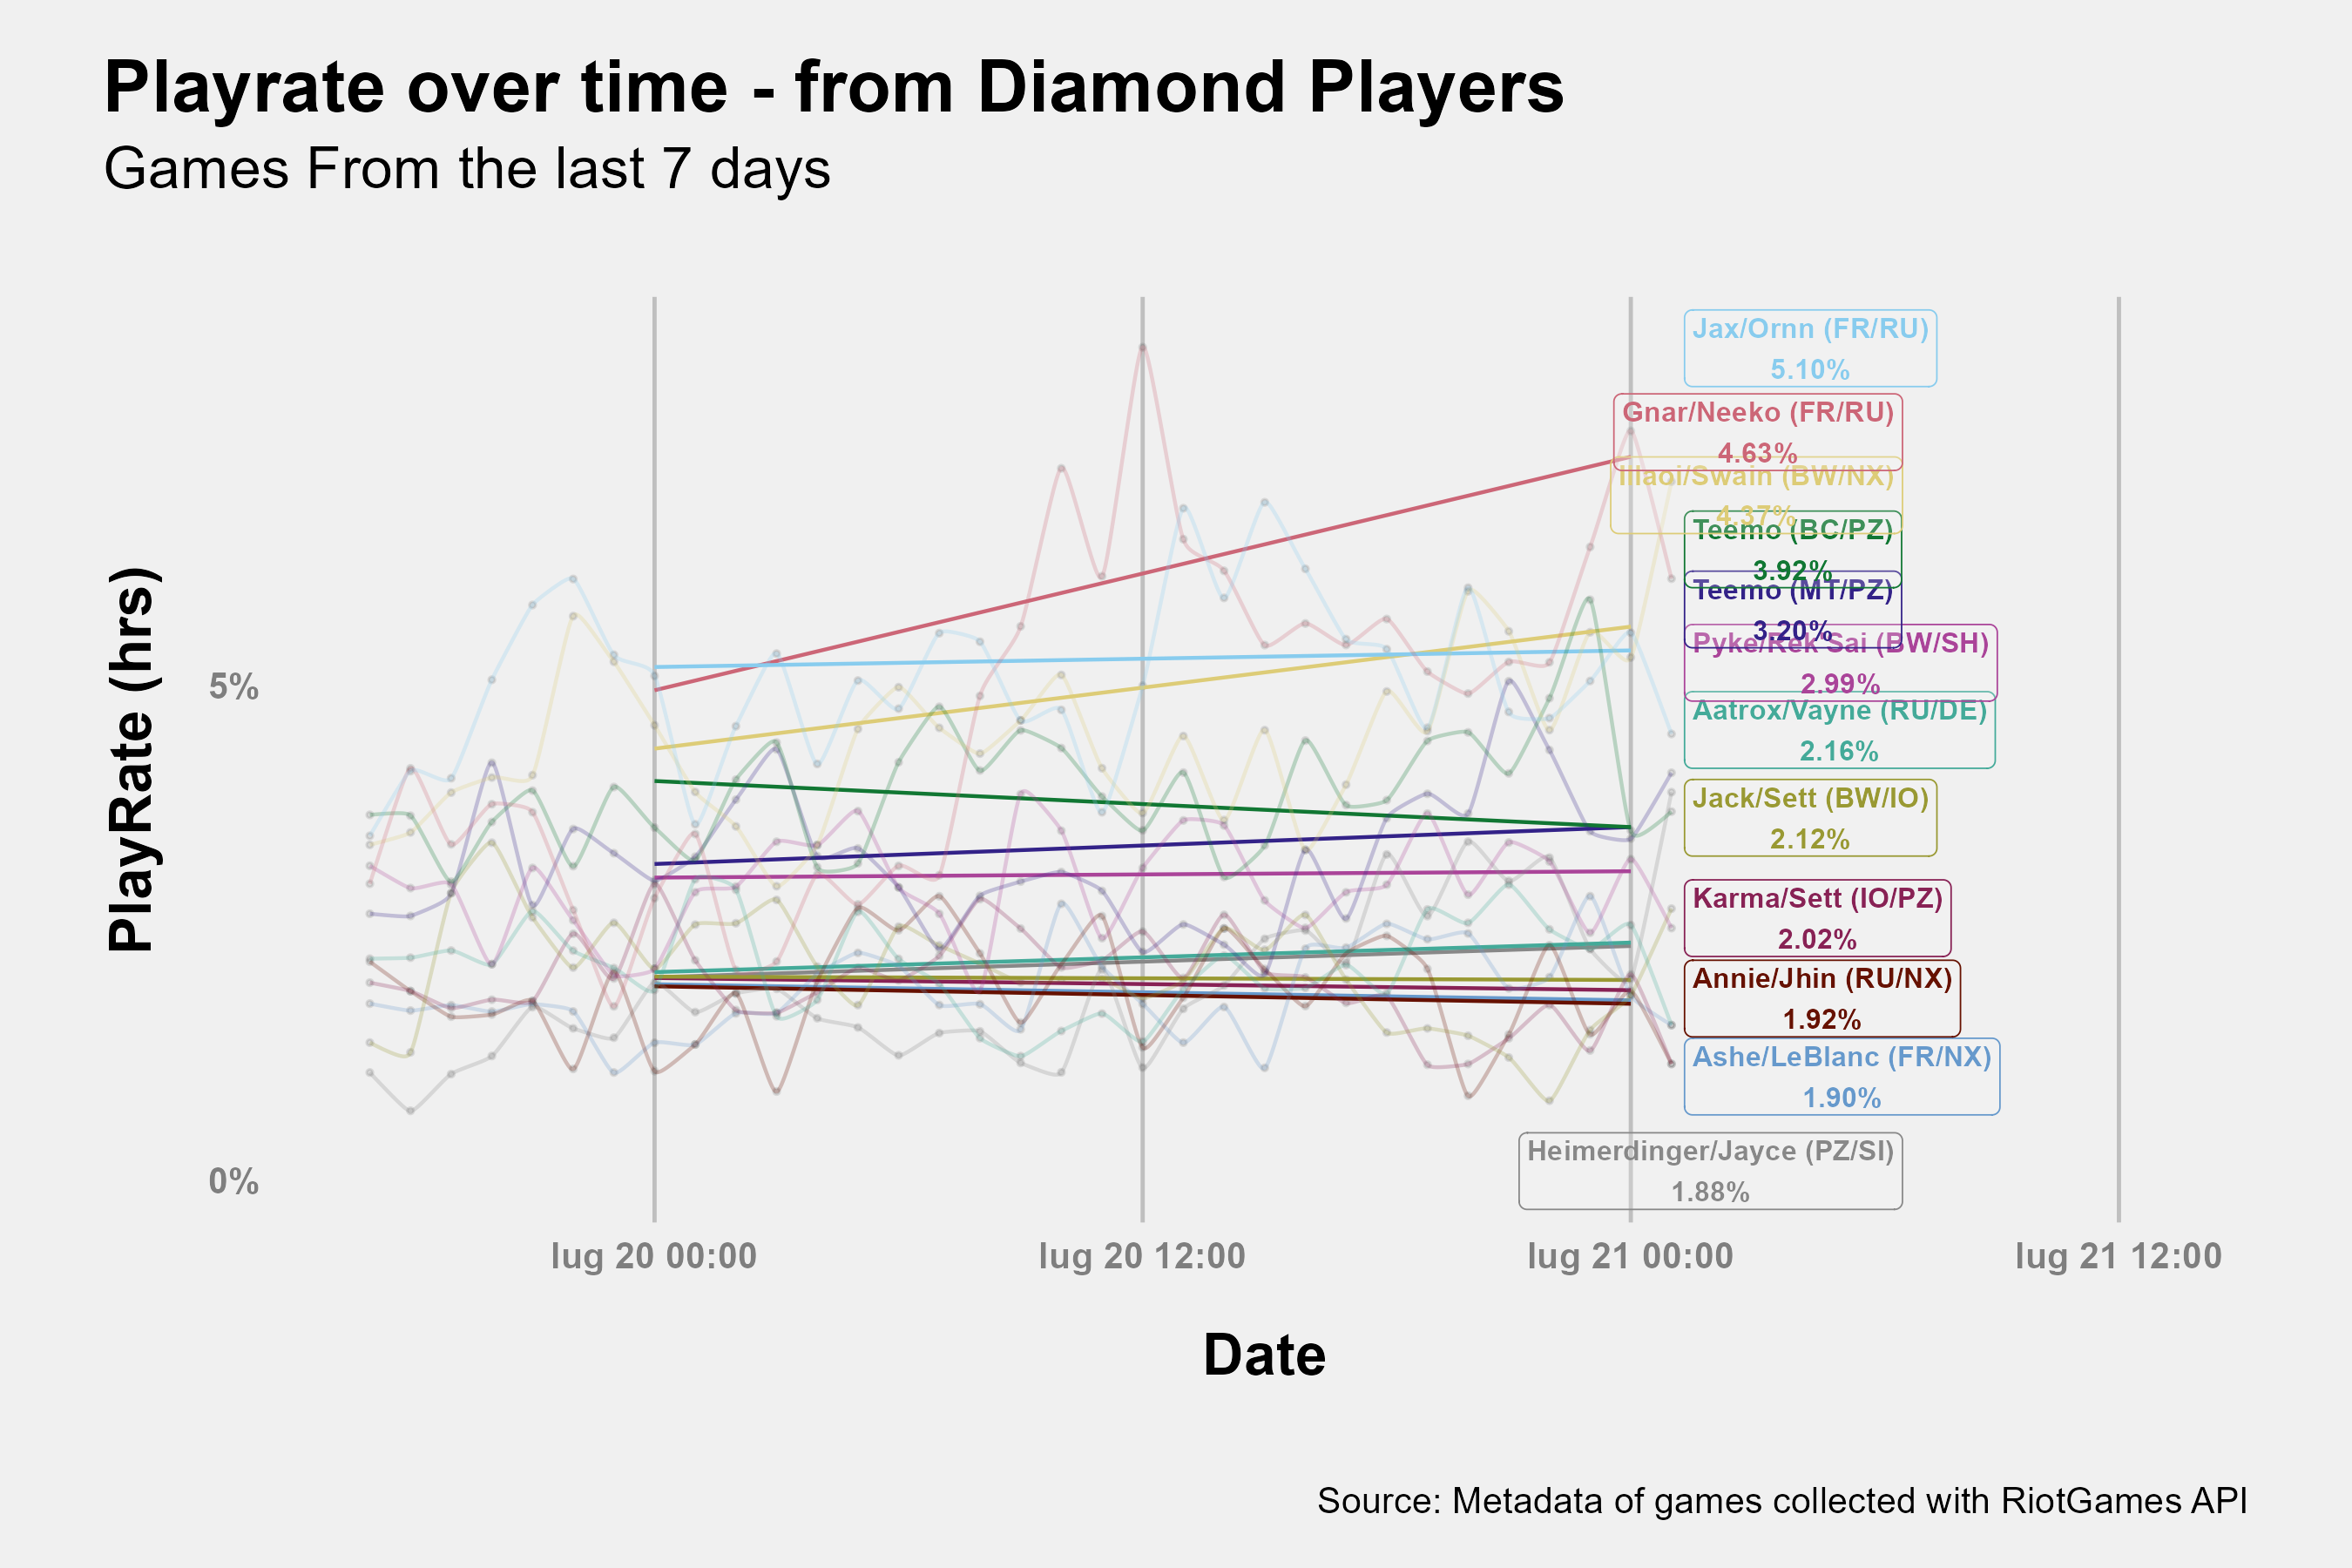 Playrate over time - from Diamond Players
Games From the last 7 days
PlayRate (hrs)
5%
0%
Jax/Ornn (FR/RU)
5.10%
Gnar/Neeko (FR/RU)
4.63%
Illaoi/Swain (BW/NX)
4.37%
Teemo (BC/PZ)
3.92%
Teemo (MT/PZ)
3.20%
Pyke/Rek'Sai (BW/SH)
2.99%
Aatrox/Vayne (RU/DE)
2.16%
Jack/Sett (BW/IO)
2.12%
Karma/Sett (IO/PZ)
2.02%
Annie/Jhin (RU/NX)
1.92%
Ashe/LeBlanc (FR/NX)
1.90%
Heimerdinger/Jayce (PZ/SI)
1.88%
lug 20 00:00
lug 20 12:00
lug 21 00:00
lug 21 12:00
Date
Source: Metadata of games collected with RiotGames API